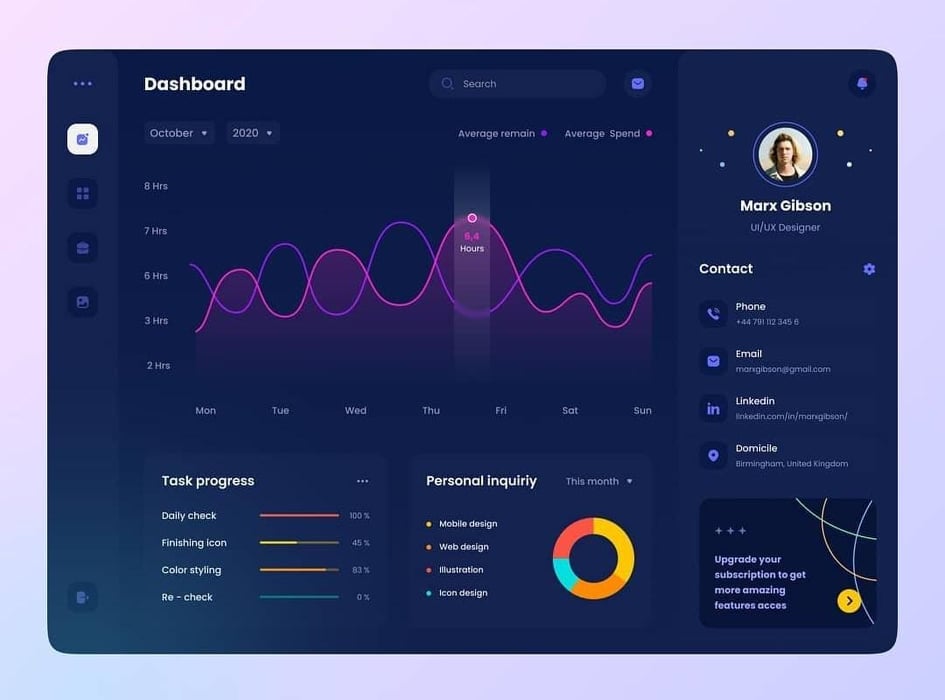 Dashboard
Search
October
2020
Average remain
Average Spend
8 Hrs
7 Hrs
6 Hrs
3 Hrs
2 Hrs
6,4
Hours
Mon Tue Wed Thu Fri Sat Sun
Task progress
Daily check 100 %
Finishing icon 45 %
Color styling 83 %
Re - check 0 %
Personal inquiriy
This month
Mobile design
Web design
Illustration
Icon design
Marx Gibson
UI/UX Designer
Contact
Phone
+44 791 112 345 6
Email
marxgibson@gmail.com
Linkedin
linkedin.com/in/marxgibson/
Domicile
Birmingham, United Kingdom
Upgrade your
subscription to get
more amazing
features acces